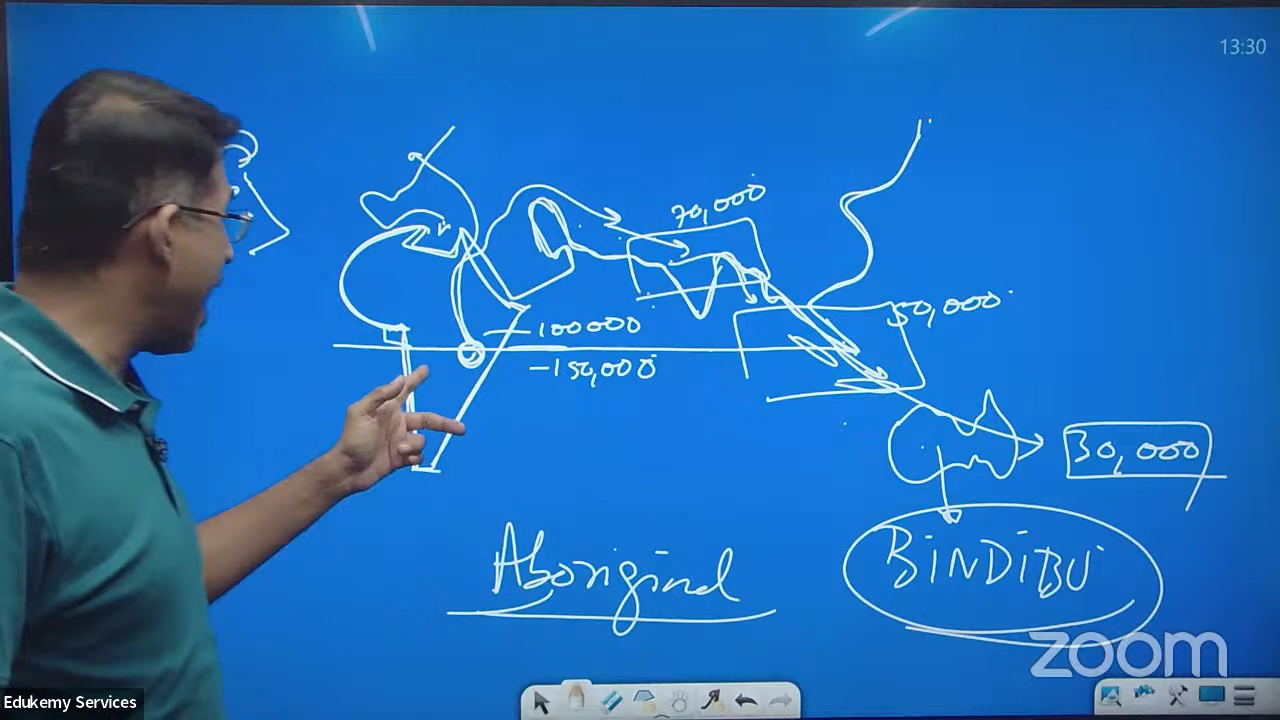 13:30
70,000
50,000
100000
150,000
30,000
Aboriginal
BINDIBU
zoom
Edukemy Services